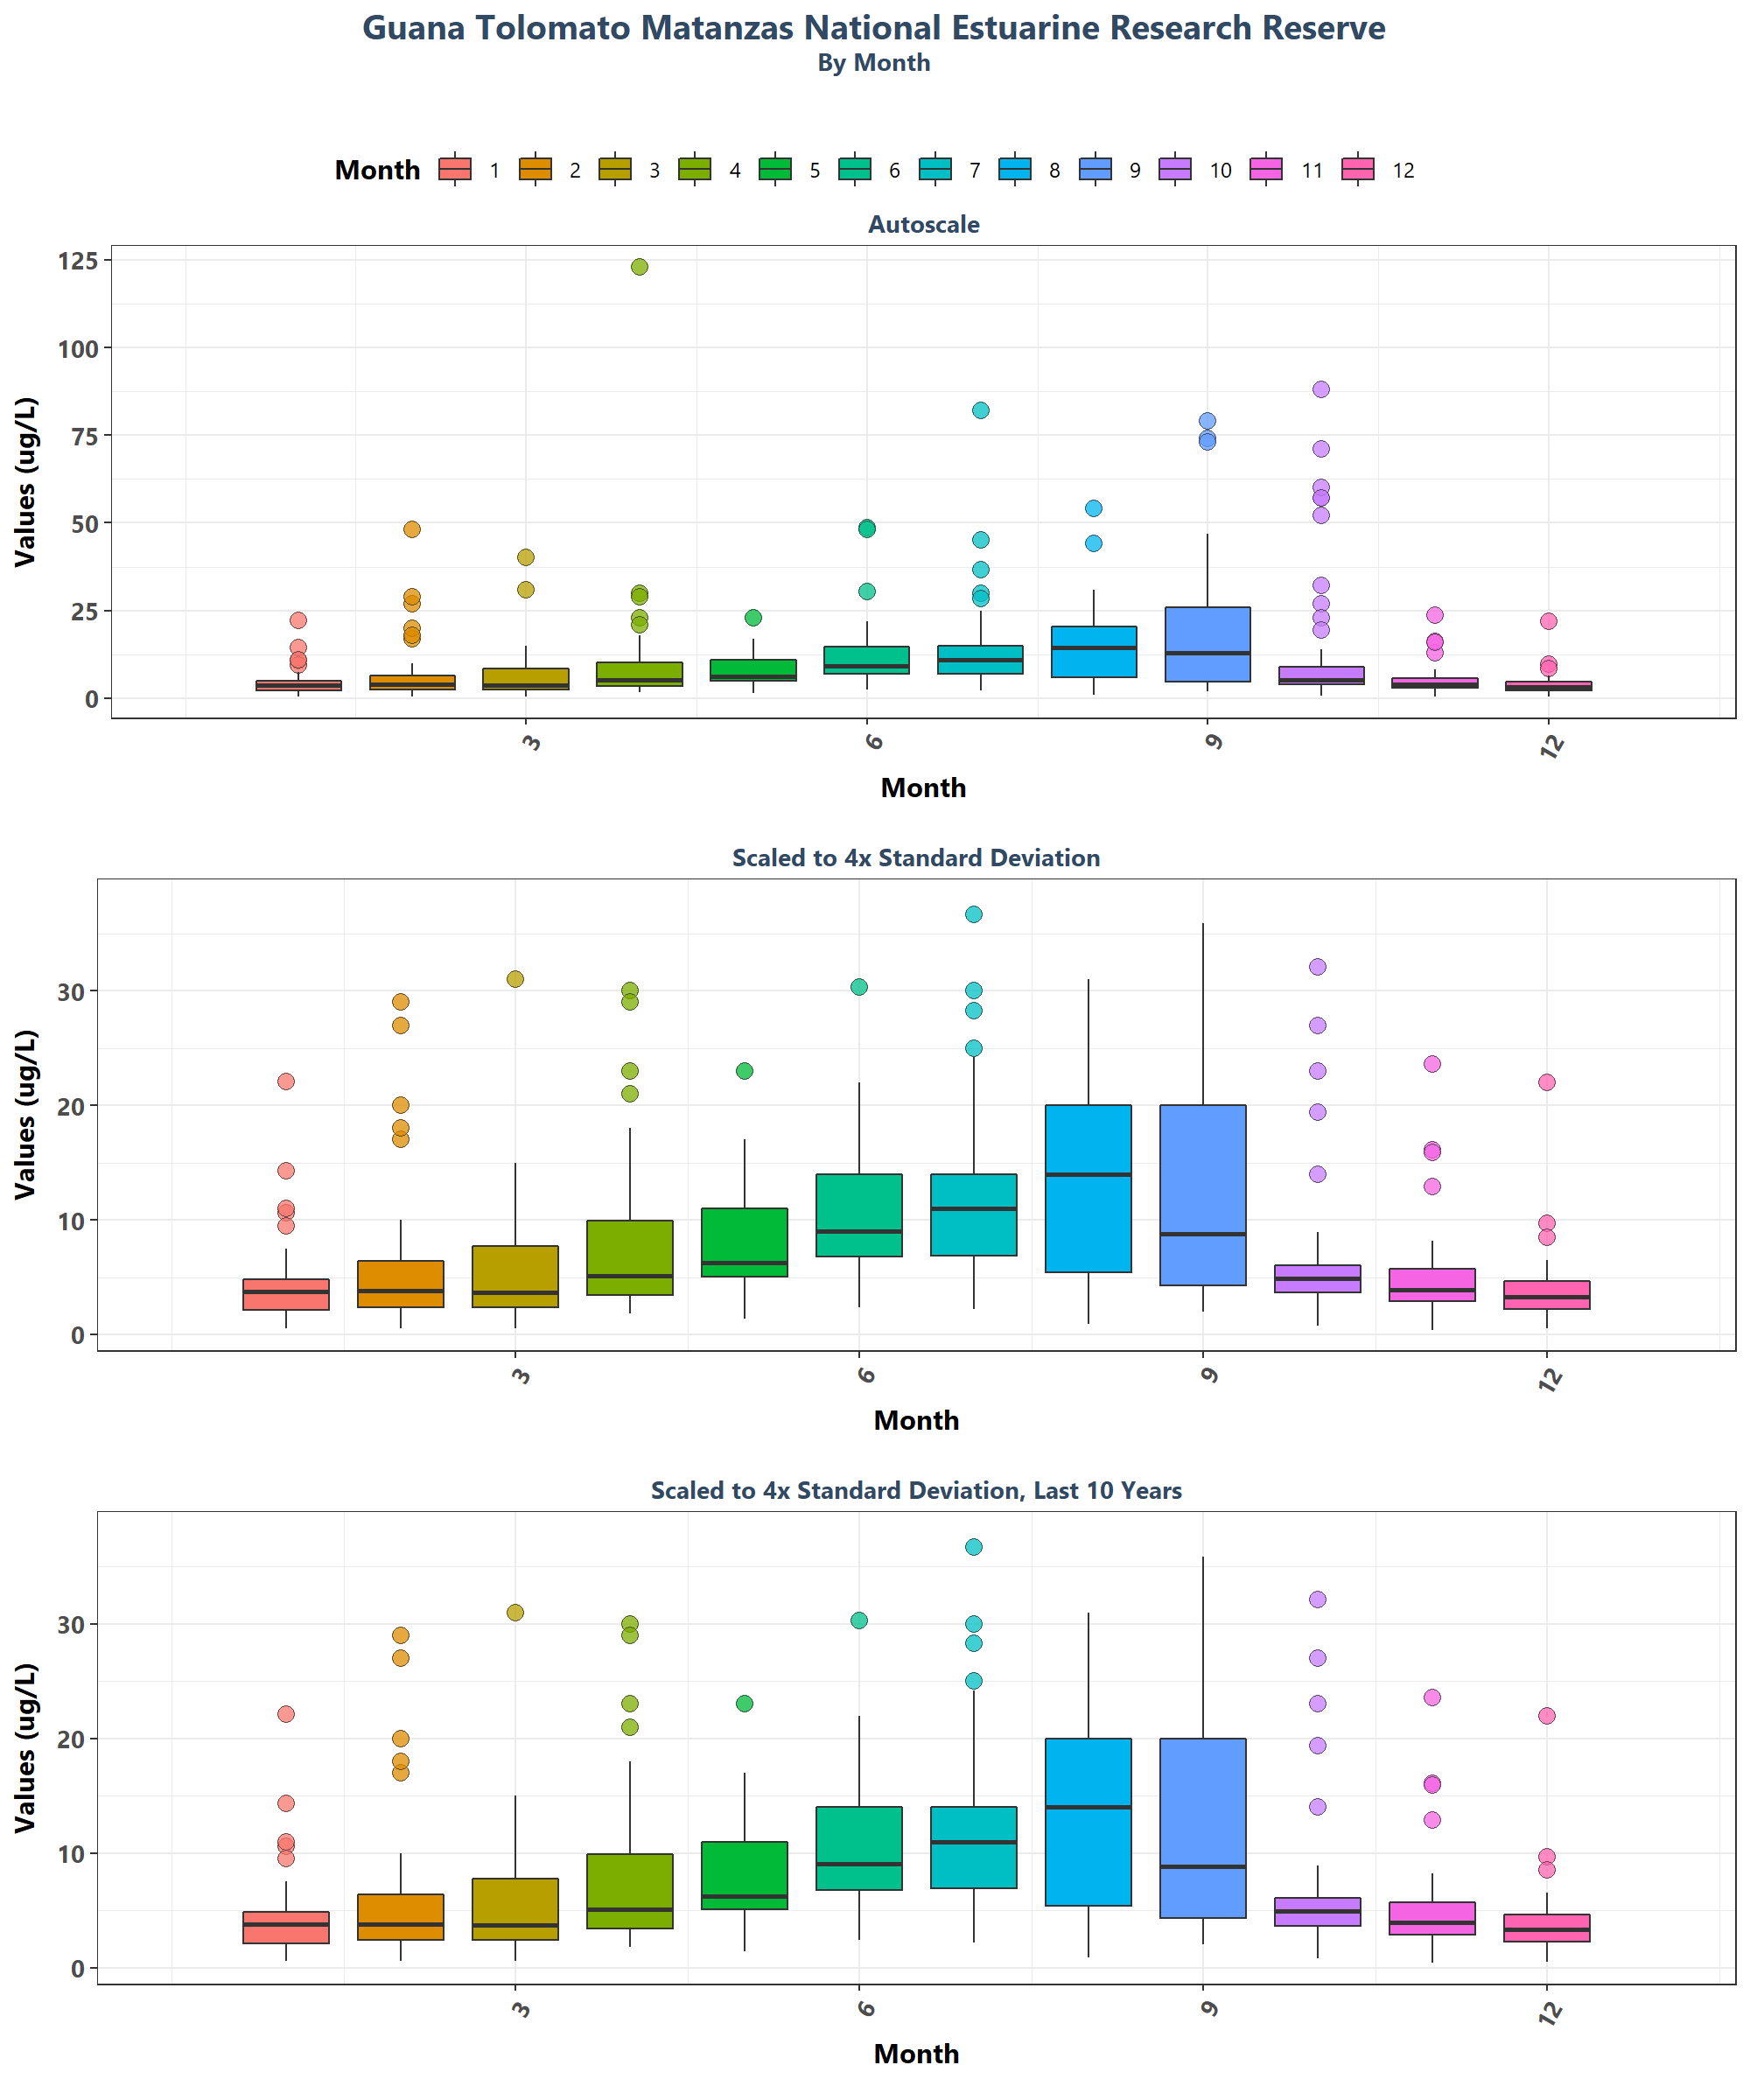 Guana Tolomato Matanzas National Estuarine Research Reserve
By Month
Month 1 2 3 4 5 6 7 8 9 10 11 12
Autoscale
Values (ug/L)
125
100
75
50
25
0
3 6 9 12
Month
Scaled to 4x Standard Deviation
Values (ug/L)
30
20
10
0
3 6 9 12
Month
Scaled to 4x Standard Deviation, Last 10 Years
Values (ug/L)
30
20
10
0
3 6 9 12
Month